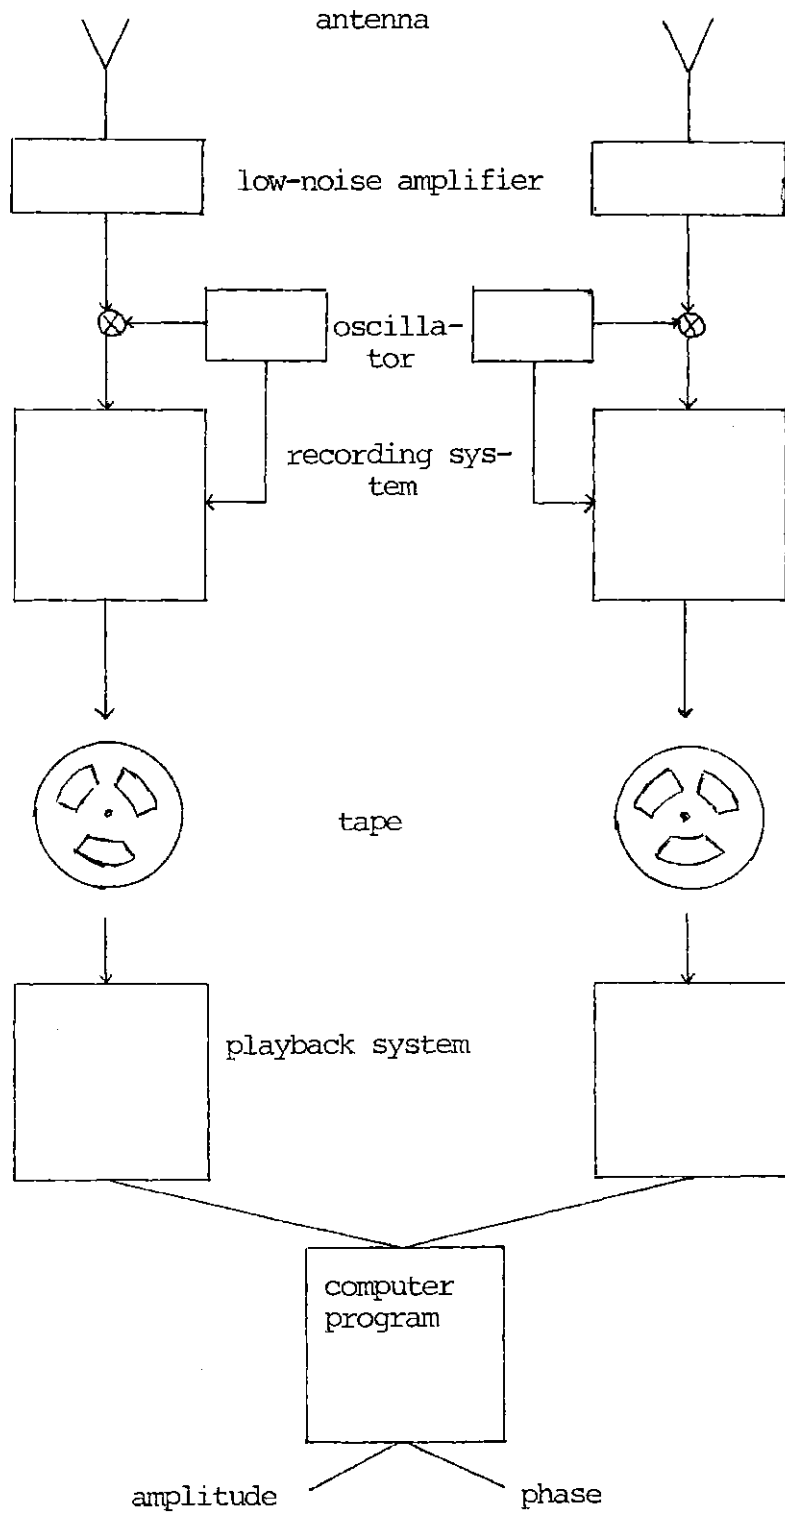 antenna
low-noise amplifier
oscilla-
tor
recording sys-
tem
tape
playback system
computer
program
amplitude
phase